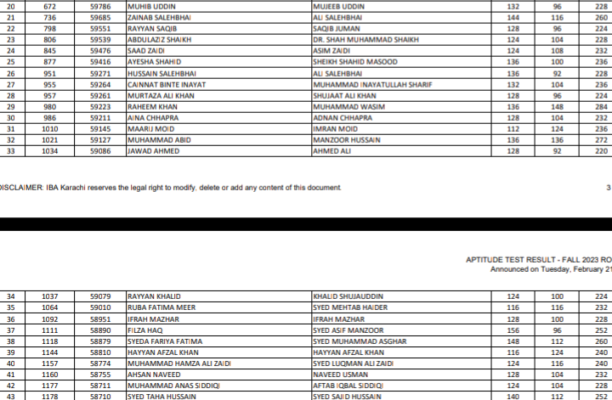 20 672 59786 MUHIB UDDIN MUJEEB UDDIN 132 96 228
21 736 59685 ZAINAB SALEHBHAI ALI SALEHBHAI 144 116 260
22 798 59551 RAYYAN SAQIB SAQIB JUMAN 128 96 224
23 806 59539 ABDULAZIZ SHAIKH DR. SHAH MUHAMMAD SHAIKH 124 104 228
24 845 59476 SAAD ZAIDI ASIM ZAIDI 124 108 232
25 877 59416 AYESHA SHAHID SHEIKH SHAHID MASOOD 136 100 236
26 951 59271 HUSSAIN SALEHBHAI ALI SALEHBHAI 136 92 228
27 955 59264 CAINNAT BINTE INAYAT MUHAMMAD INAYATULLAH SHARIF 132 104 236
28 957 59261 MURTAZA ALI KHAN SHUJAAT ALI KHAN 128 96 224
29 980 59223 RAHEEM KHAN MUHAMMAD WASIM 136 148 284
30 986 59211 AINA CHHAPRA ADNAN CHHAPRA 128 104 232
31 1010 59145 MAARIJ MOID IMRAN MOID 112 124 236
32 1021 59127 MUHAMMAD ABID MANZOOR HUSSAIN 136 136 272
33 1034 59086 JAWAD AHMED AHMED ALI 128 92 220
DISCLAIMER: IBA Karachi reserves the legal right to modify, delete or add any content of this document. 3
APTITUDE TEST RESULT - FALL 2023 RO
Announced on Tuesday, February 21
34 1037 59079 RAYYAN KHALID KHALID SHUJAUDDIN 124 100 224
35 1064 59010 RUBA FATIMA MEER SYED MEHTAB HAIDER 116 116 232
36 1092 58951 IFRAH MAZHAR IFRAH MAZHAR 128 100 228
37 1111 58890 FILZA HAQ SYED ASIF MANZOOR 156 96 252
38 1118 58879 SYEDA FARIYA FATIMA SYED MUHAMMAD ASGHAR 148 112 260
39 1144 58810 HAYYAN AFZAL KHAN HAYYAN AFZAL KHAN 116 124 240
40 1157 58774 MUHAMMAD HAMZA ALI ZAIDI SYED LUQMAN ALI ZAIDI 124 116 240
41 1160 58755 AHSAN NAVEED NAVEED USMAN 128 104 232
42 1177 58711 MUHAMMAD ANAS SIDDIQI AFTAB IQBAL SIDDIQI 124 104 228
43 1178 58710 SYED TAHA HUSSAIN SYED SAJID HUSSAIN 140 112 252